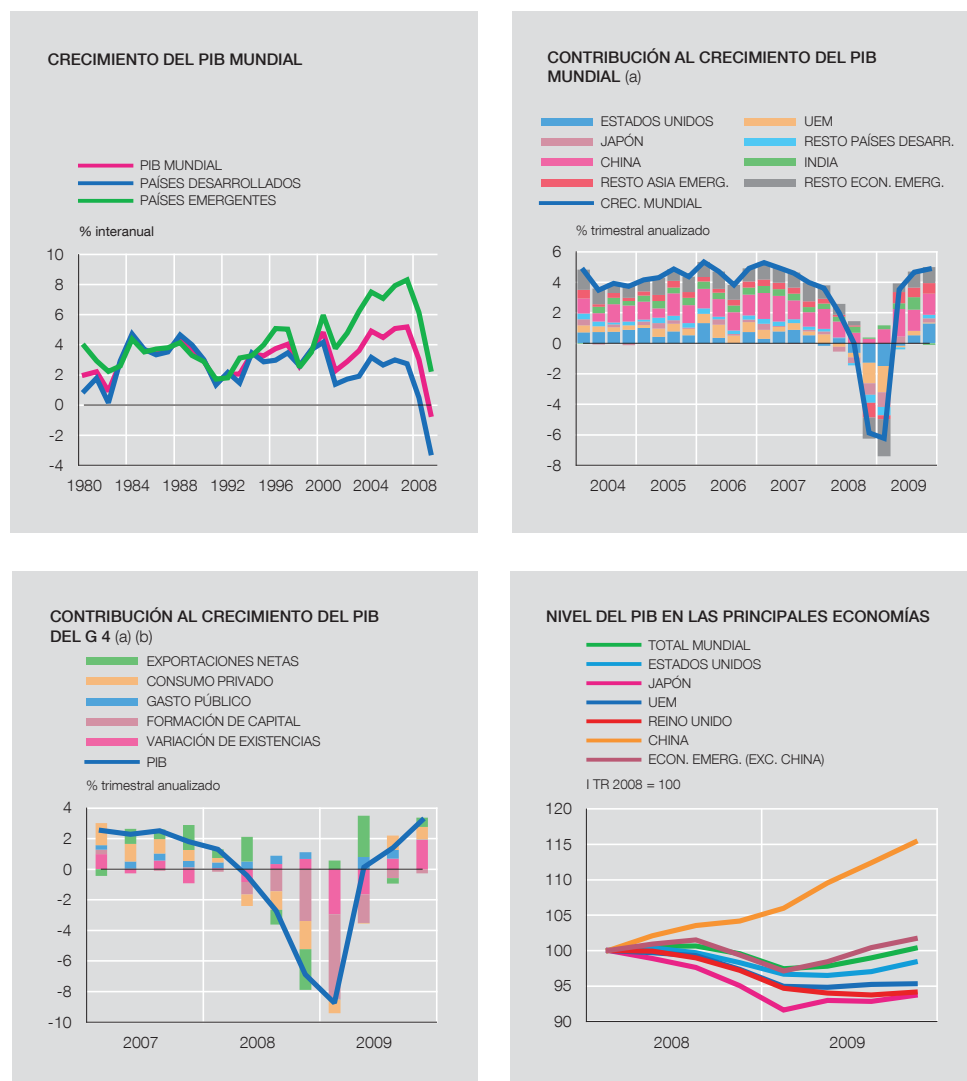 CRECIMIENTO DEL PIB MUNDIAL
PIB MUNDIAL
PAÍSES DESARROLLADOS
PAÍSES EMERGENTES
% interanual
10
8
6
4
2
0
-2
-4
1980 1984 1988 1992 1996 2000 2004 2008
CONTRIBUCIÓN AL CRECIMIENTO DEL PIB
MUNDIAL (a)
ESTADOS UNIDOS UEM
JAPÓN RESTO PAÍSES DESARR.
CHINA INDIA
RESTO ASIA EMERG. RESTO ECON. EMERG.
CREC. MUNDIAL
% trimestral anualizado
6
4
2
0
-2
-4
-6
-8
2004 2005 2006 2007 2008 2009
CONTRIBUCIÓN AL CRECIMIENTO DEL PIB
DEL G 4 (a) (b)
EXPORTACIONES NETAS
CONSUMO PRIVADO
GASTO PÚBLICO
FORMACIÓN DE CAPITAL
VARIACIÓN DE EXISTENCIAS
PIB
% trimestral anualizado
4
2
0
-2
-4
-6
-8
-10
2007 2008 2009
NIVEL DEL PIB EN LAS PRINCIPALES ECONOMÍAS
TOTAL MUNDIAL
ESTADOS UNIDOS
JAPÓN
UEM
REINO UNIDO
CHINA
ECON. EMERG. (EXC. CHINA)
I TR 2008 = 100
120
115
110
105
100
95
90
2008 2009